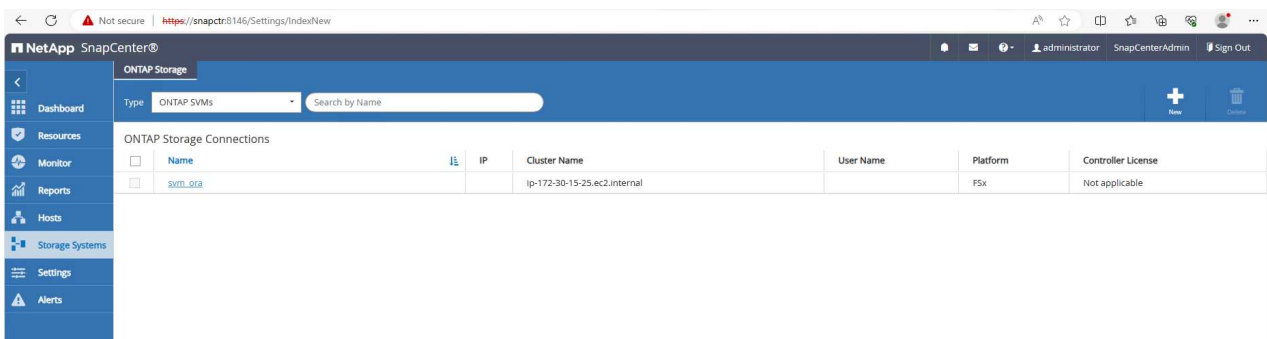 Not secure | https://snapctr:8146/Settings/IndexNew
NetApp SnapCenter®
administrator SnapCenterAdmin Sign Out
ONTAP Storage
Type ONTAP SVMs Search by Name
New Delete
Dashboard
Resources
Monitor
Reports
Hosts
Storage Systems
Settings
Alerts
ONTAP Storage Connections
Name IP Cluster Name User Name Platform Controller License
svm_ora ip-172-30-15-25.ec2.internal FSx Not applicable